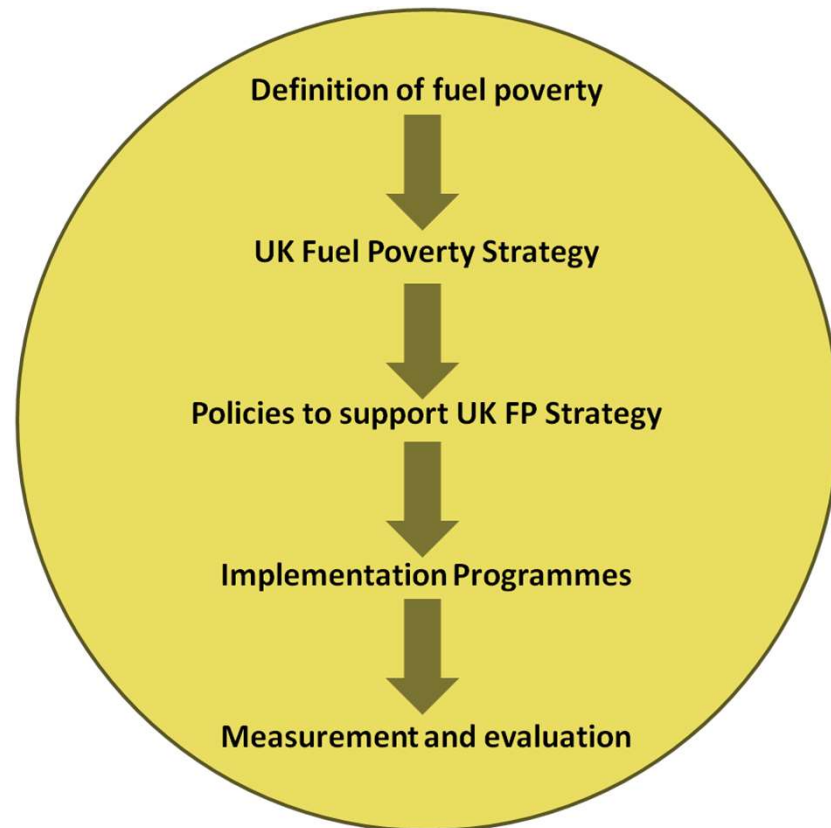 Definition of fuel poverty
UK Fuel Poverty Strategy
Policies to support UK FP Strategy
Implementation Programmes
Measurement and evaluation